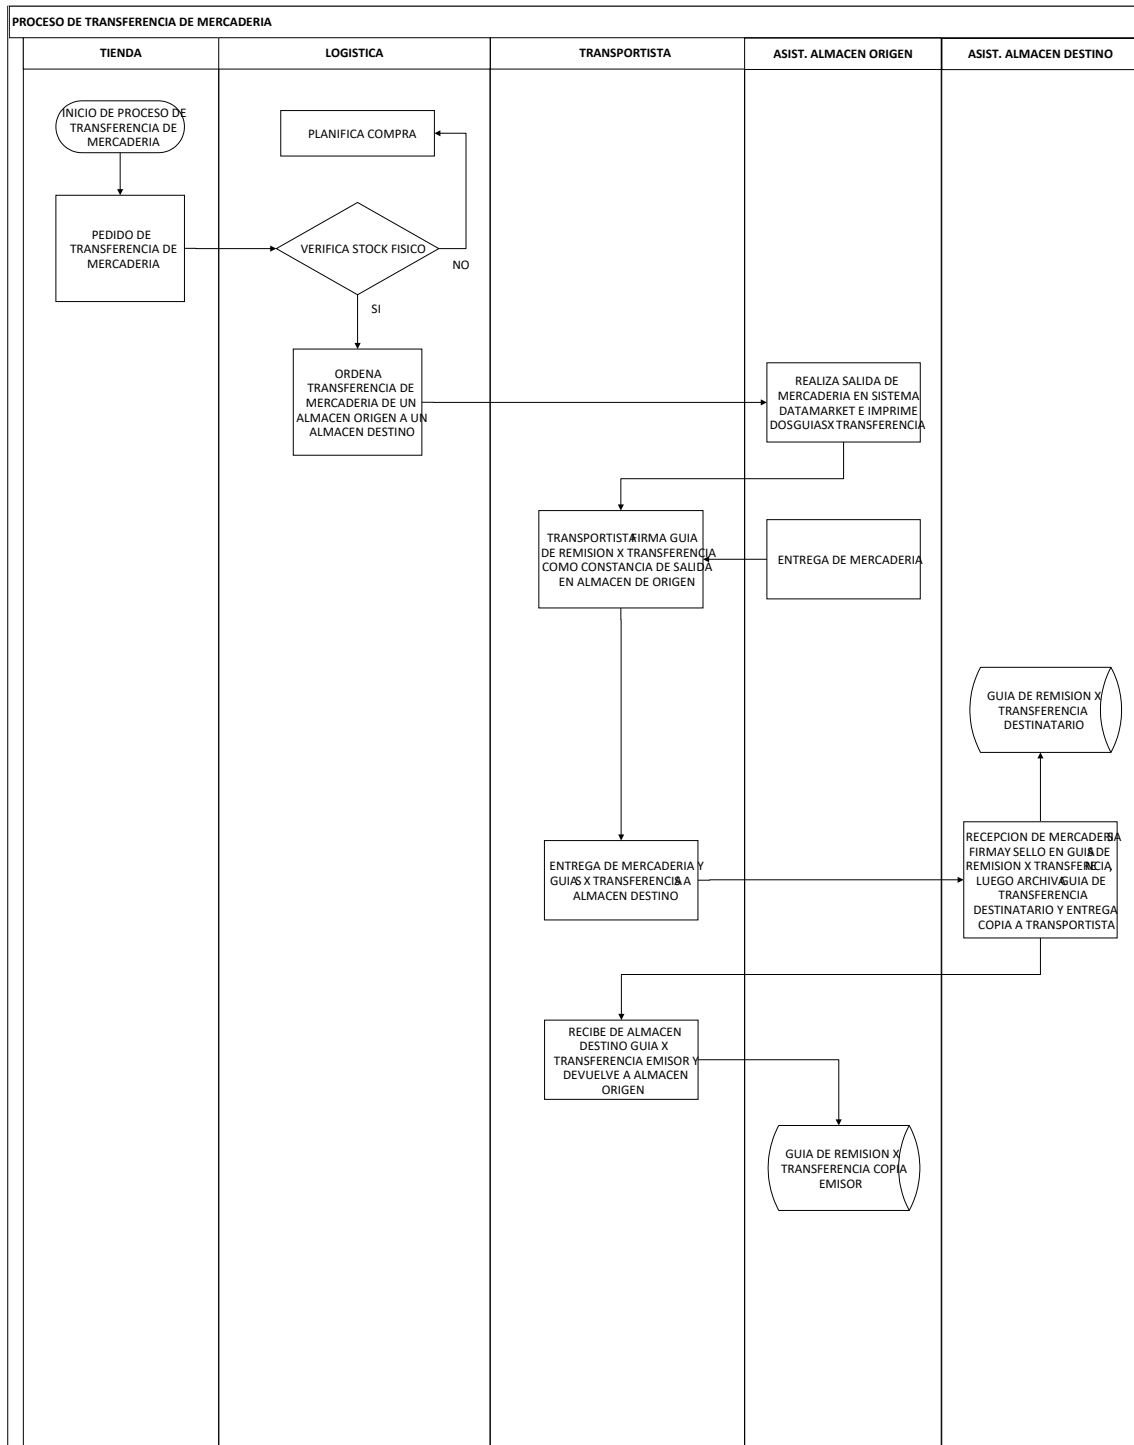 PROCESO DE TRANSFERENCIA DE MERCADERIA
TIENDA
LOGISTICA
TRANSPORTISTA
ASIST. ALMACEN ORIGEN
ASIST. ALMACEN DESTINO
INICIO DE PROCESO DE
TRANSFERENCIA DE
MERCADERIA
PLANIFICA COMPRA
PEDIDO DE
TRANSFERENCIA DE
MERCADERIA
VERIFICA STOCK FISICO
NO
SI
ORDENA
TRANSFERENCIA DE
MERCADERIA DE UN
ALMACEN ORIGEN A UN
ALMACEN DESTINO
REALIZA SALIDA DE
MERCADERIA EN SISTEMA
DATAMARKET E IMPRIME
DOS GUIAS X TRANSFERENCIA
TRANSPORTISTA FIRMA GUIA
DE REMISION X TRANSFERENCIA
COMO CONSTANCIA DE SALIDA
EN ALMACEN DE ORIGEN
ENTREGA DE MERCADERIA
GUIA DE REMISION X
TRANSFERENCIA
DESTINATARIO
ENTREGA DE MERCADERIA Y
GUIAS X TRANSFERENCIAS A
ALMACEN DESTINO
RECEPCION DE MERCADERIAS
FIRMA Y SELLO EN GUIAS DE
REMISION X TRANSFERENCIA,
LUEGO ARCHIVA GUIA DE
TRANSFERENCIA
DESTINATARIO Y ENTREGA
COPIA A TRANSPORTISTA
RECIBE DE ALMACEN
DESTINO GUIA X
TRANSFERENCIA EMISOR Y
DEVUELVE A ALMACEN
ORIGEN
GUIA DE REMISION X
TRANSFERENCIA COPIA
EMISOR